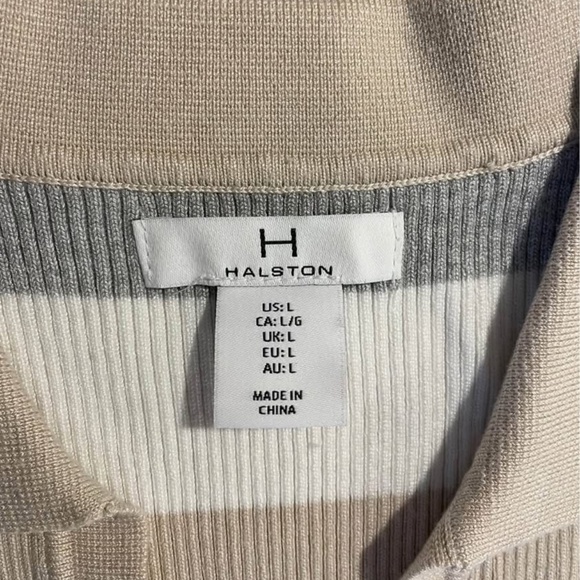 H
HALSTON
US: L
CA: L/G
UK: L
EU: L
AU: L
MADE IN
CHINA